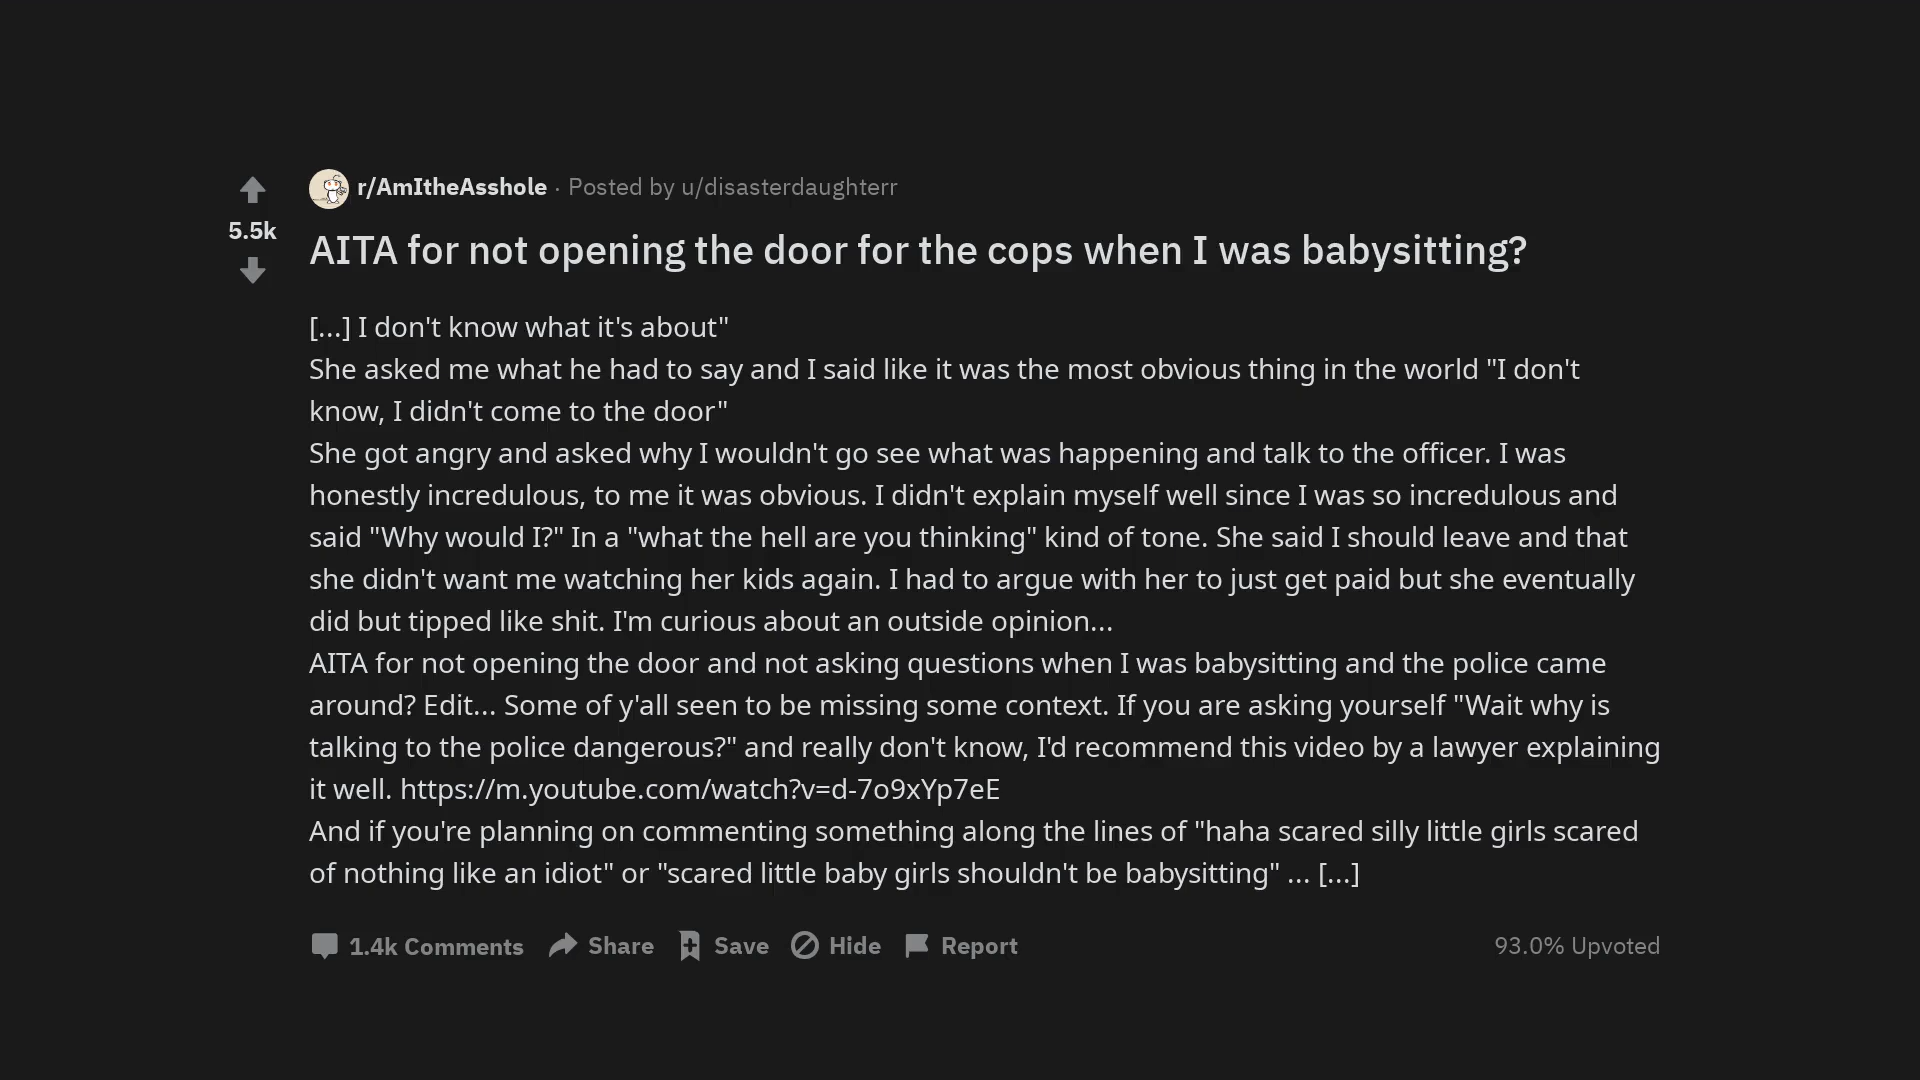 r/AmItheAsshole · Posted by u/disasterdaughterr
5.5k
AITA for not opening the door for the cops when I was babysitting?
[...] I don't know what it's about"
She asked me what he had to say and I said like it was the most obvious thing in the world "I don't
know, I didn't come to the door"
She got angry and asked why I wouldn't go see what was happening and talk to the officer. I was
honestly incredulous, to me it was obvious. I didn't explain myself well since I was so incredulous and
said "Why would I?" In a "what the hell are you thinking" kind of tone. She said I should leave and that
she didn't want me watching her kids again. I had to argue with her to just get paid but she eventually
did but tipped like shit. I'm curious about an outside opinion...
AITA for not opening the door and not asking questions when I was babysitting and the police came
around? Edit... Some of y'all seen to be missing some context. If you are asking yourself "Wait why is
talking to the police dangerous?" and really don't know, I'd recommend this video by a lawyer explaining
it well. https://m.youtube.com/watch?v=d-7o9xYp7eE
And if you're planning on commenting something along the lines of "haha scared silly little girls scared
of nothing like an idiot" or "scared little baby girls shouldn't be babysitting" ... [...]
1.4k Comments Share Save Hide Report 93.0% Upvoted